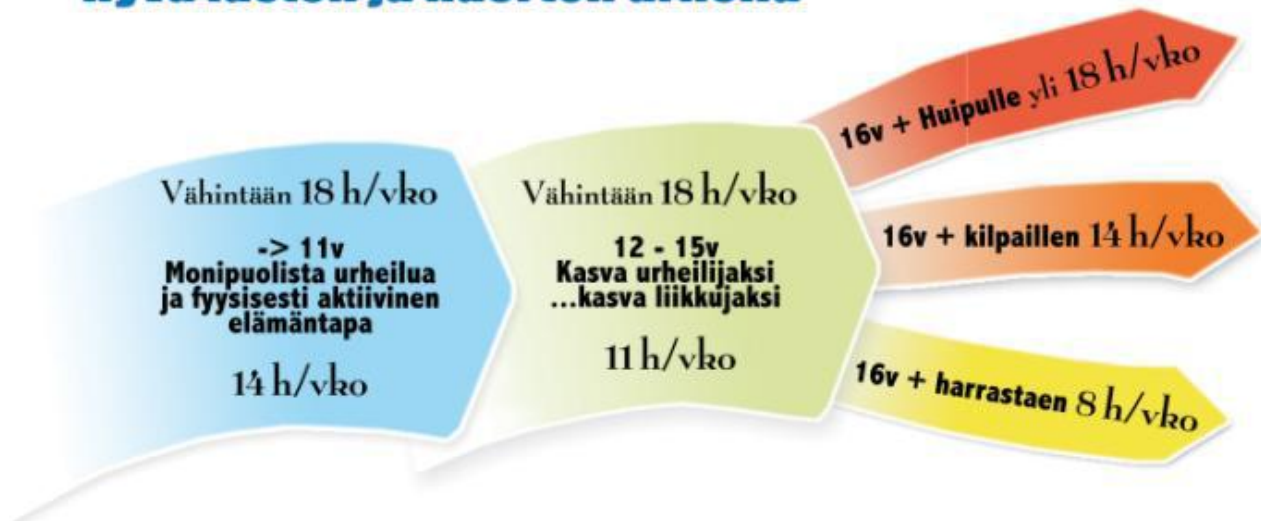 Vähintään 18 h/vko
-> 11v
Monipuolista urheilua
ja fyysisesti aktiivinen
elämäntapa
14 h/vko
Vähintään 18 h/vko
12 - 15v
Kasva urheilijaksi
...kasva liikkujaksi
11 h/vko
16v + Huipulle yli 18 h/vko
16v + kilpaillen 14 h/vko
16v + harrastaen 8 h/vko